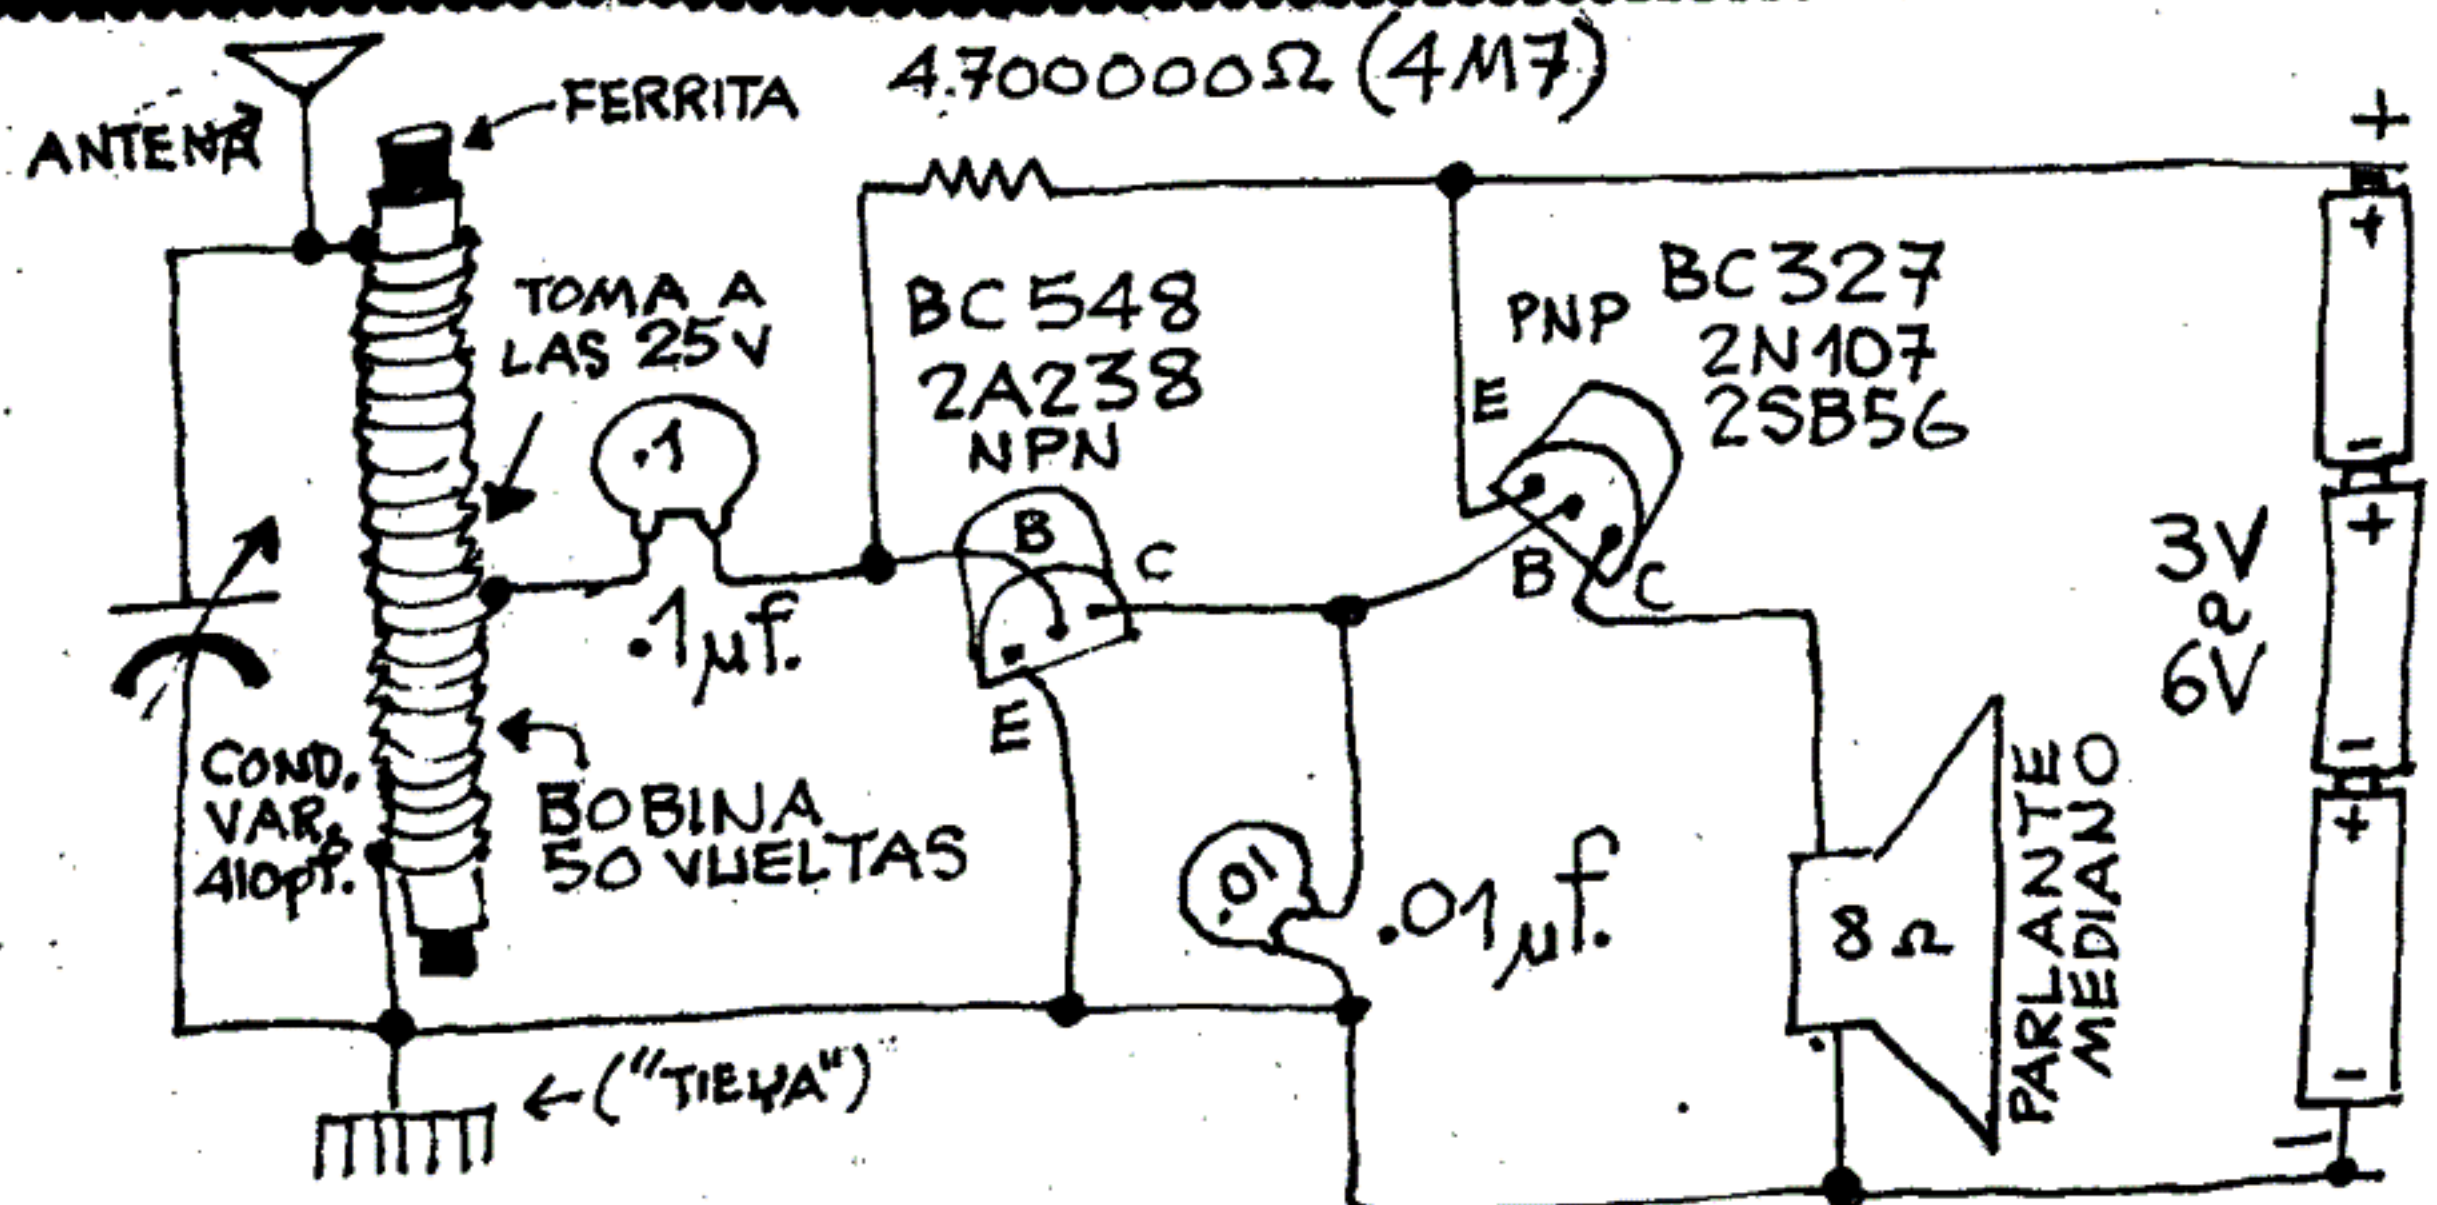 4.700000Ω (4M7)
ANTENA
FERRITA
TOMA A
LAS 25V
.1
.1µf.
BC548
2A238
NPN
B
C
E
PNP
BC327
2N107
2SB56
E
B
C
+
+
-
+
-
+
-
-
3V
a
6V
COND.
VAR.
410pf.
BOBINA
50 VUELTAS
.01
.01µf.
8Ω
PARLANTE
MEDIANO
←("TIERRA")